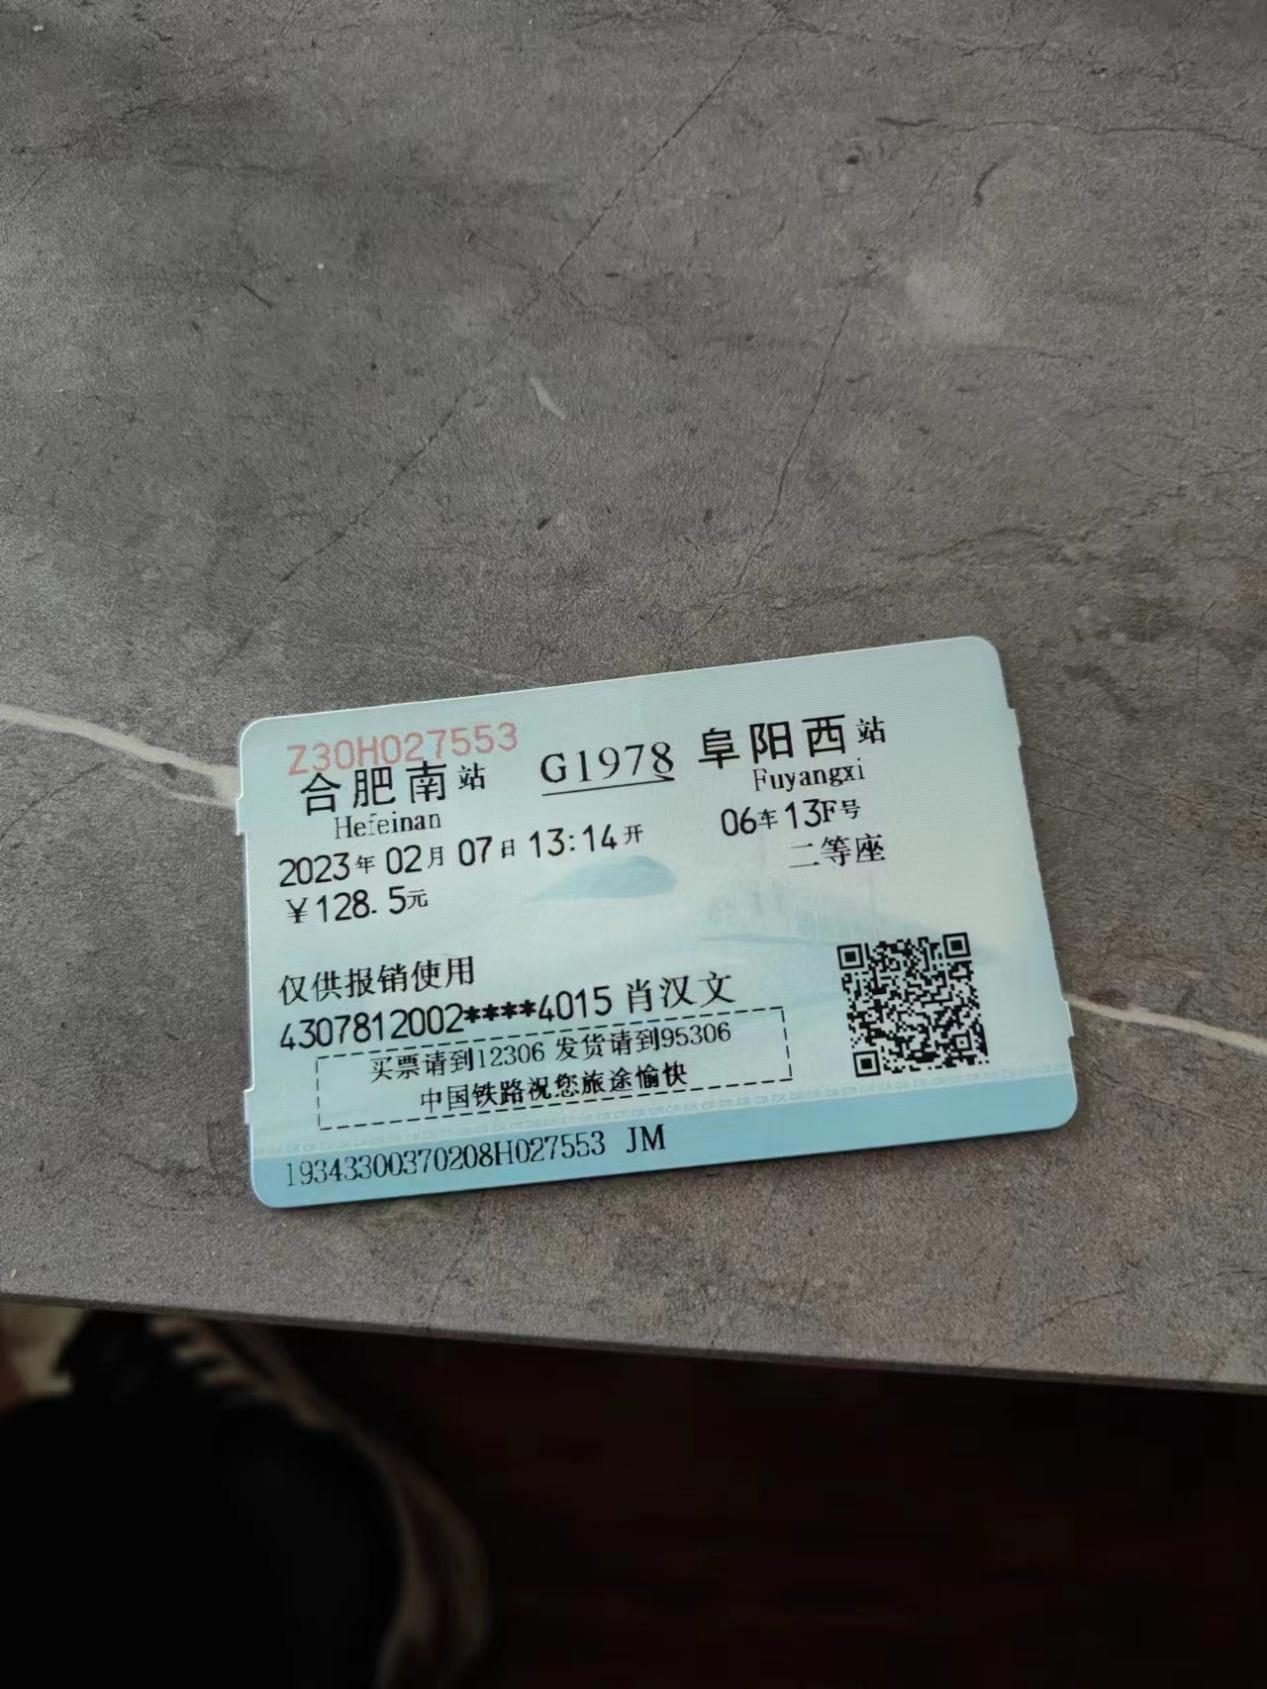 Z30H027553
合肥南站 G1978 阜阳西站
Hefeinan Fuyangxi
2023年02月07日13:14开 06车13F号
¥128.5元 二等座
仅供报销使用
4307812002****4015 肖汉文
买票请到12306 发货请到95306
中国铁路祝您旅途愉快
19343300370208H027553 JM